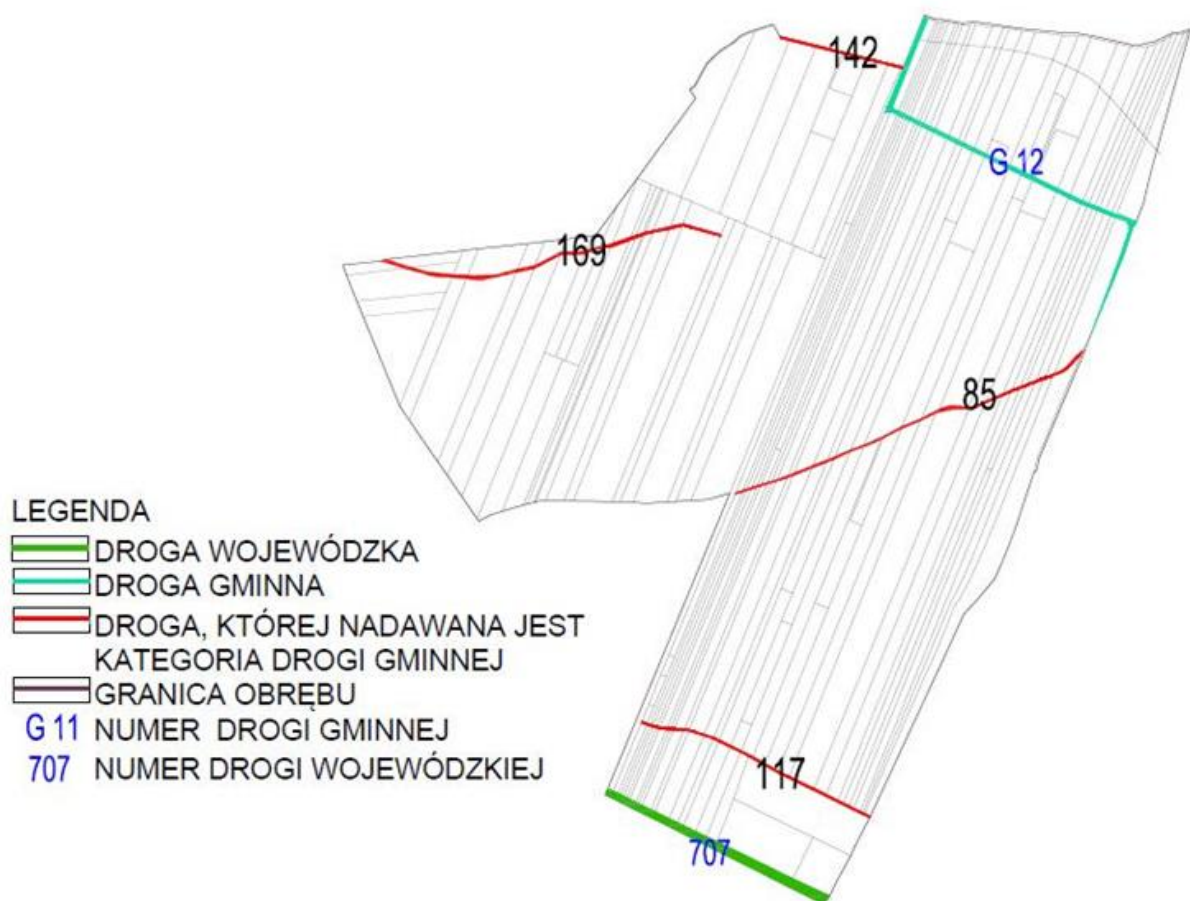 142
G 12
169
85
LEGENDA
DROGA WOJEWÓDZKA
DROGA GMINNA
DROGA, KTÓREJ NADAWANA JEST
KATEGORIA DROGI GMINNEJ
GRANICA OBRĘBU
G 11 NUMER DROGI GMINNEJ
707 NUMER DROGI WOJEWÓDZKIEJ
117
707